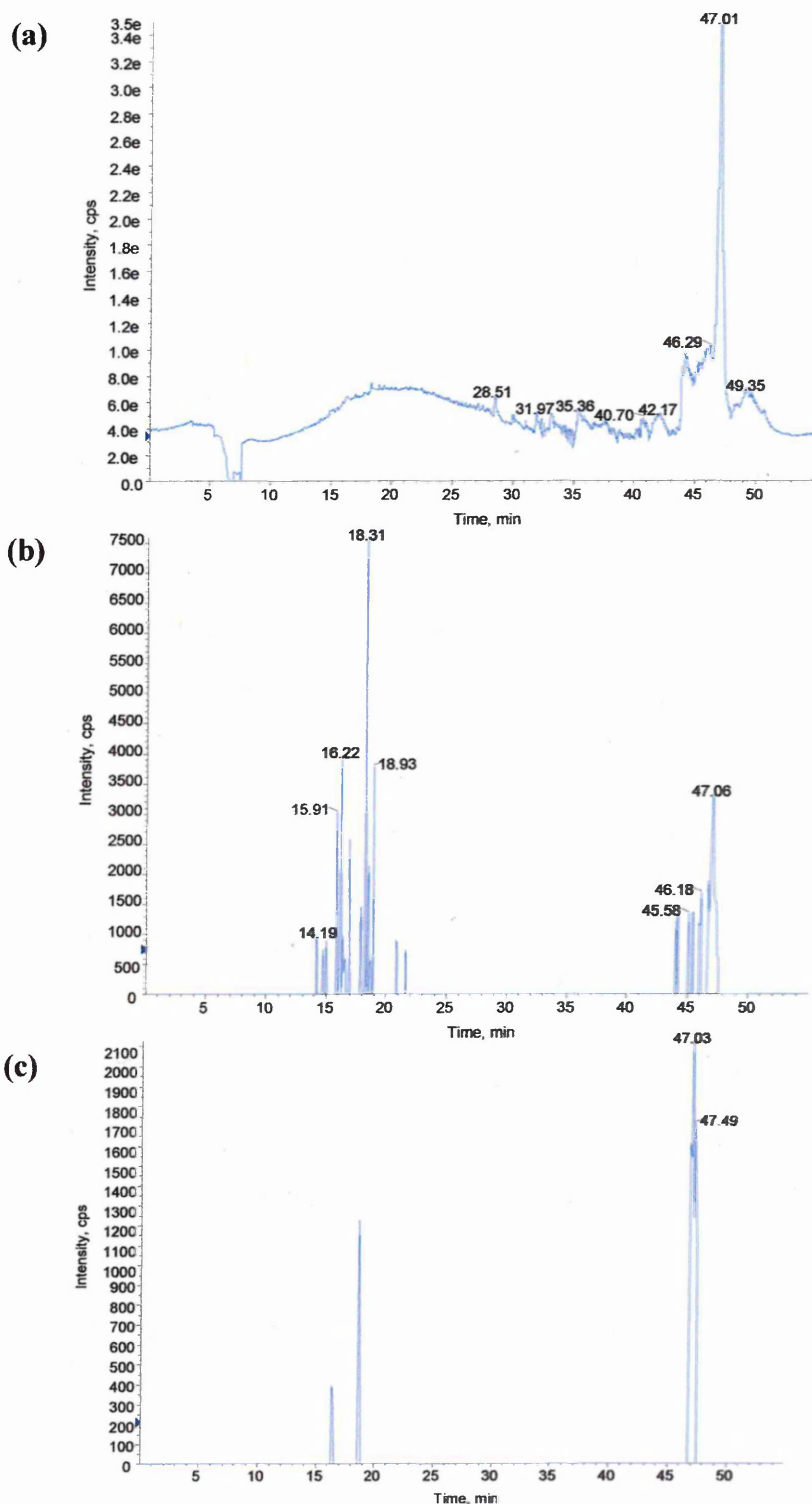 (a)
3.5e
3.4e
3.2e
3.0e
2.8e
2.6e
2.4e
2.2e
2.0e
1.8e
1.6e
1.4e
1.2e
1.0e
8.0e
6.0e
4.0e
2.0e
0.0
Intensity, cps
47.01
46.29
28.51
31.97
35.36
40.70
42.17
49.35
5 10 15 20 25 30 35 40 45 50
Time, min
(b)
7500
7000
6500
6000
5500
5000
4500
4000
3500
3000
2500
2000
1500
1000
500
0
Intensity, cps
18.31
16.22
18.93
15.91
14.19
47.06
46.18
45.58
5 10 15 20 25 30 35 40 45 50
Time, min
(c)
2100
2000
1900
1800
1700
1600
1500
1400
1300
1200
1100
1000
900
800
700
600
500
400
300
200
100
0
Intensity, cps
47.03
47.49
5 10 15 20 25 30 35 40 45 50
Time, min